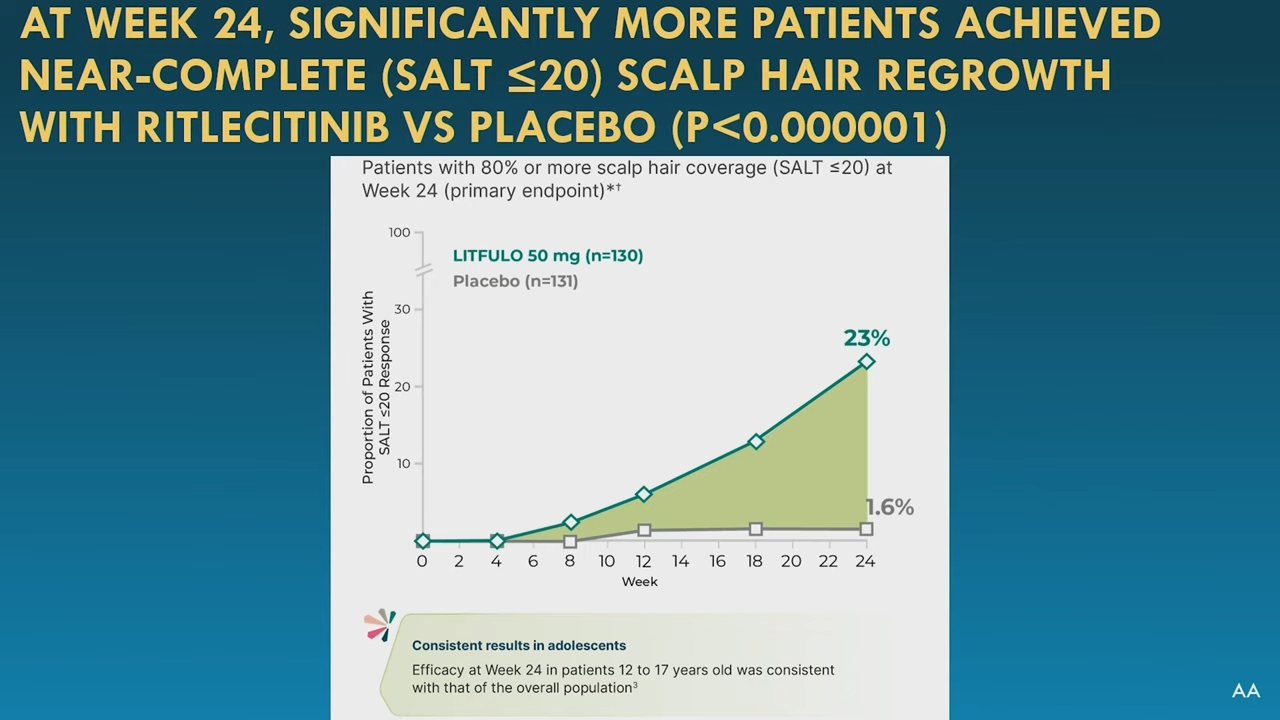 AT WEEK 24, SIGNIFICANTLY MORE PATIENTS ACHIEVED
NEAR-COMPLETE (SALT ≤20) SCALP HAIR REGROWTH
WITH RITLECITINIB VS PLACEBO (P<0.000001)
Patients with 80% or more scalp hair coverage (SALT ≤20) at
Week 24 (primary endpoint)*†
100
LITFULO 50 mg (n=130)
Placebo (n=131)
Proportion of Patients With
SALT ≤20 Response
30
20
10
23%
1.6%
0 2 4 6 8 10 12 14 16 18 20 22 24
Week
Consistent results in adolescents
Efficacy at Week 24 in patients 12 to 17 years old was consistent
with that of the overall population³
AA